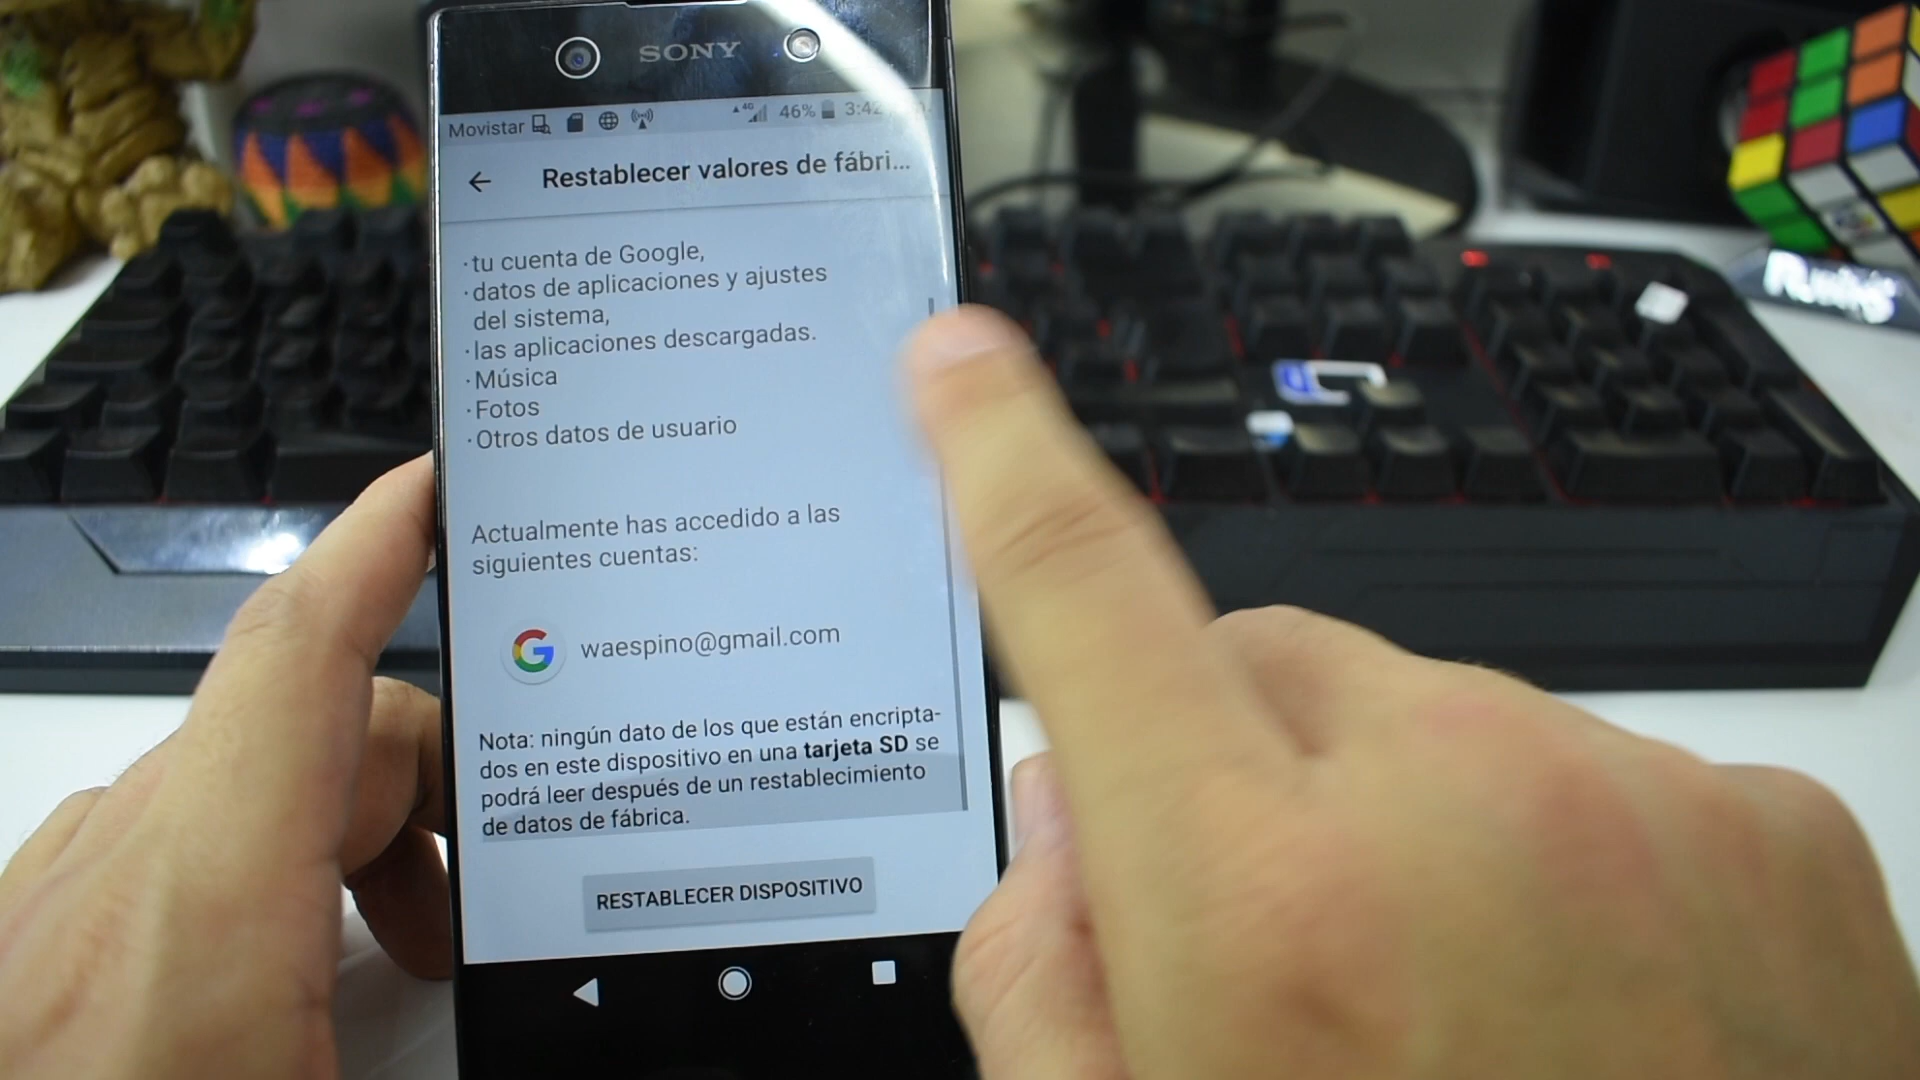 SONY
Movistar 4G 46% 3:42
Restablecer valores de fábri...
· tu cuenta de Google,
· datos de aplicaciones y ajustes
del sistema,
· las aplicaciones descargadas.
· Música
· Fotos
· Otros datos de usuario
Actualmente has accedido a las
siguientes cuentas:
G waespino@gmail.com
Nota: ningún dato de los que están encripta-
dos en este dispositivo en una tarjeta SD se
podrá leer después de un restablecimiento
de datos de fábrica.
RESTABLECER DISPOSITIVO